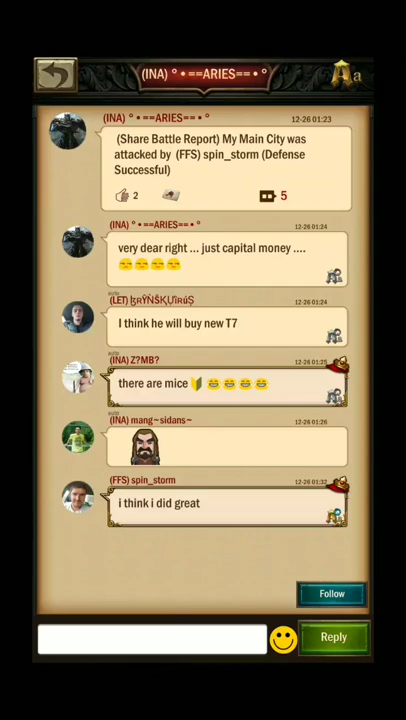 (INA) ° • ==ARIES== • °
Aa
(INA) ° • ==ARIES== • °
12-26 01:23
(Share Battle Report) My Main City was
attacked by (FFS) spin_storm (Defense
Successful)
2
5
(INA) ° • ==ARIES== • °
12-26 01:24
very dear right ... just capital money ....
😏😏😏😏
(LET)
12-26 01:24
I think he will buy new T7
(INA) Z?MB?
12-26 01:25
there are mice 🔰 😂 😂 😂 😂
(INA) mang~sidans~
12-26 01:26
(FFS) spin_storm
12-26 01:32
i think i did great
Follow
Reply